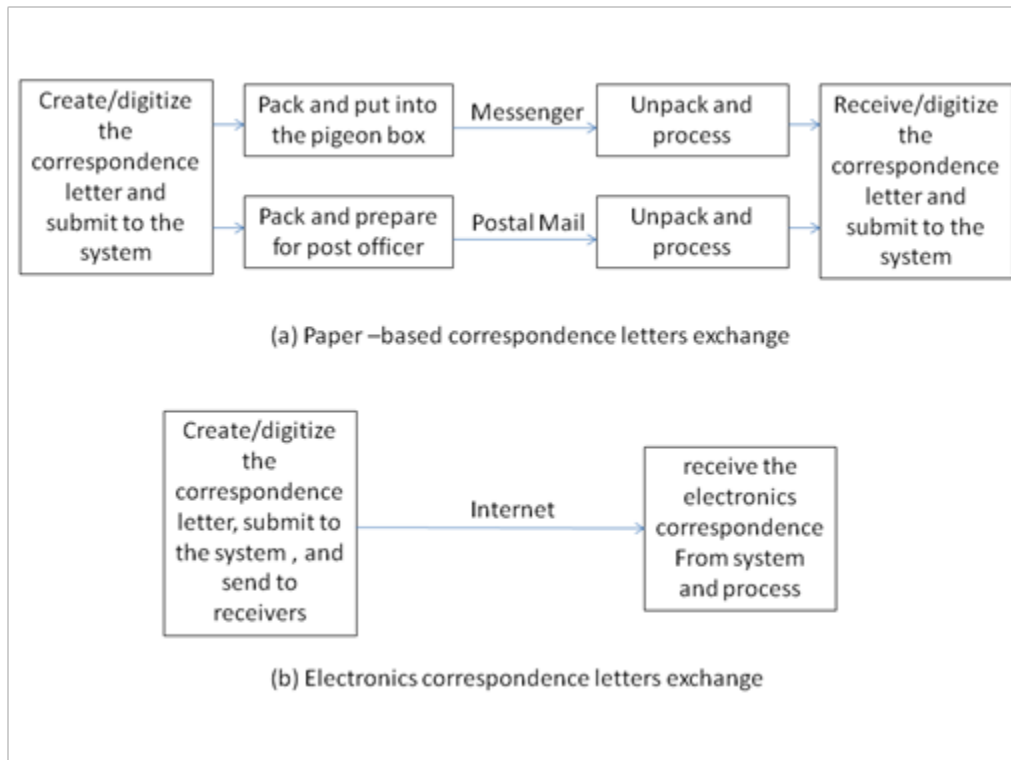 Create/digitize
the
correspondence
letter and
submit to the
system
Pack and put into
the pigeon box
Messenger
Unpack and
process
Receive/digitize
the
correspondence
letter and
submit to the
system
Pack and prepare
for post officer
Postal Mail
Unpack and
process
(a) Paper –based correspondence letters exchange
Create/digitize
the
correspondence
letter, submit to
the system , and
send to
receivers
Internet
receive the
electronics
correspondence
From system
and process
(b) Electronics correspondence letters exchange